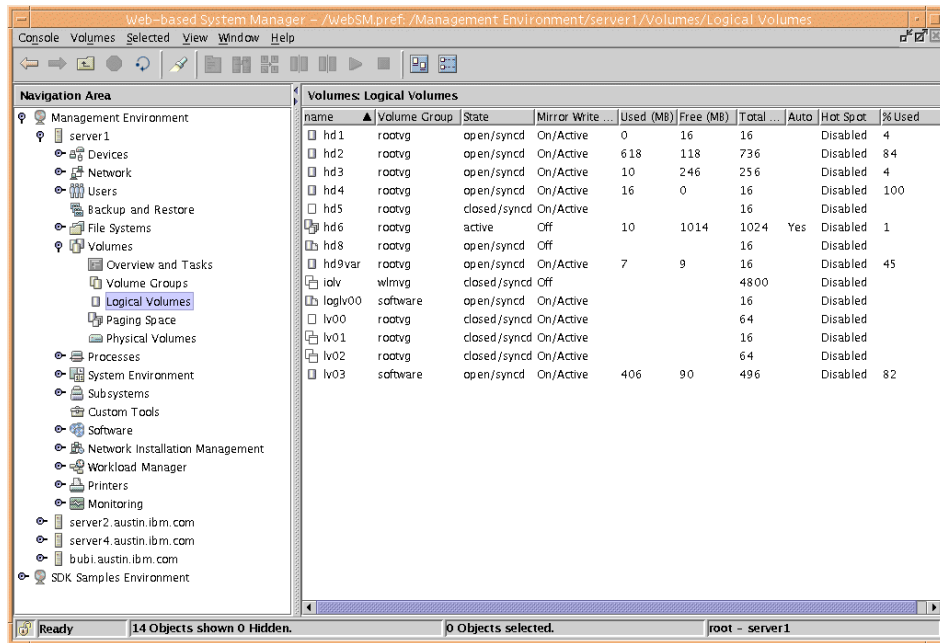 Web-based System Manager - /WebSM.pref: /Management Environment/server1/Volumes/Logical Volumes
Console Volumes Selected View Window Help
Navigation Area
Management Environment
server1
Devices
Network
Users
Backup and Restore
File Systems
Volumes
Overview and Tasks
Volume Groups
Logical Volumes
Paging Space
Physical Volumes
Processes
System Environment
Subsystems
Custom Tools
Software
Network Installation Management
Workload Manager
Printers
Monitoring
server2.austin.ibm.com
server4.austin.ibm.com
bubi.austin.ibm.com
SDK Samples Environment
Volumes: Logical Volumes
name Volume Group State Mirror Write ... Used (MB) Free (MB) Total ... Auto Hot Spot % Used
hd1 rootvg open/syncd On/Active 0 16 16 Disabled 4
hd2 rootvg open/syncd On/Active 618 118 736 Disabled 84
hd3 rootvg open/syncd On/Active 10 246 256 Disabled 4
hd4 rootvg open/syncd On/Active 16 0 16 Disabled 100
hd5 rootvg closed/syncd On/Active 16 Disabled
hd6 rootvg active Off 10 1014 1024 Yes Disabled 1
hd8 rootvg open/syncd Off 16 Disabled
hd9var rootvg open/syncd On/Active 7 9 16 Disabled 45
iolv wlmvg closed/syncd Off 4800 Disabled
loglv00 software open/syncd On/Active 16 Disabled
lv00 rootvg closed/syncd On/Active 64 Disabled
lv01 rootvg closed/syncd On/Active 16 Disabled
lv02 rootvg closed/syncd On/Active 64 Disabled
lv03 software open/syncd On/Active 406 90 496 Disabled 82
Ready 14 Objects shown 0 Hidden. 0 Objects selected. root - server1